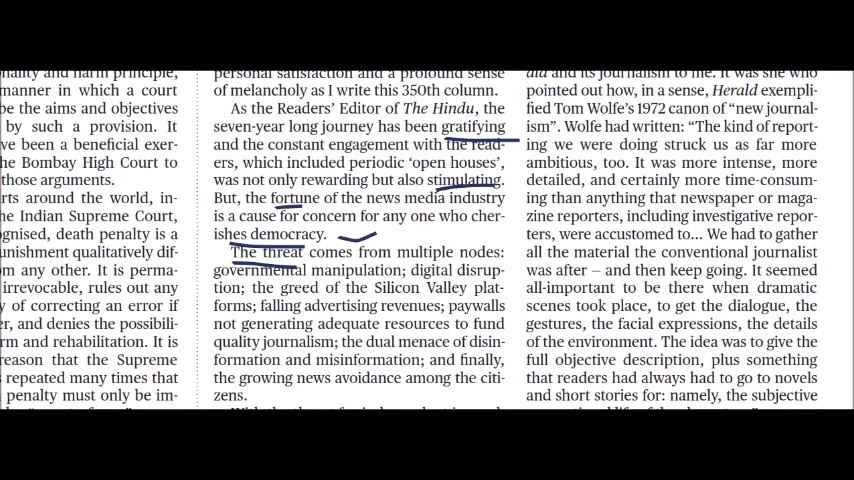 nality and harm principle,
manner in which a court
be the aims and objectives
by such a provision. It
ve been a beneficial exer-
he Bombay High Court to
those arguments.
rts around the world, in-
ne Indian Supreme Court,
ognised, death penalty is a
unishment qualitatively dif-
om any other. It is perma-
irrevocable, rules out any
y of correcting an error if
er, and denies the possibili-
rm and rehabilitation. It is
reason that the Supreme
s repeated many times that
penalty must only be im-
personal satisfaction and a profound sense
of melancholy as I write this 350th column.
As the Readers' Editor of The Hindu, the
seven-year long journey has been gratifying
and the constant engagement with the read-
ers, which included periodic 'open houses',
was not only rewarding but also stimulating.
But, the fortune of the news media industry
is a cause for concern for any one who cher-
ishes democracy.
The threat comes from multiple nodes:
governmental manipulation; digital disrup-
tion; the greed of the Silicon Valley plat-
forms; falling advertising revenues; paywalls
not generating adequate resources to fund
quality journalism; the dual menace of disin-
formation and misinformation; and finally,
the growing news avoidance among the citi-
zens.
and its journalism to me. It was she who
pointed out how, in a sense, Herald exempli-
fied Tom Wolfe's 1972 canon of "new journal-
ism". Wolfe had written: "The kind of report-
ing we were doing struck us as far more
ambitious, too. It was more intense, more
detailed, and certainly more time-consum-
ing than anything that newspaper or maga-
zine reporters, including investigative repor-
ters, were accustomed to... We had to gather
all the material the conventional journalist
was after – and then keep going. It seemed
all-important to be there when dramatic
scenes took place, to get the dialogue, the
gestures, the facial expressions, the details
of the environment. The idea was to give the
full objective description, plus something
that readers had always had to go to novels
and short stories for: namely, the subjective